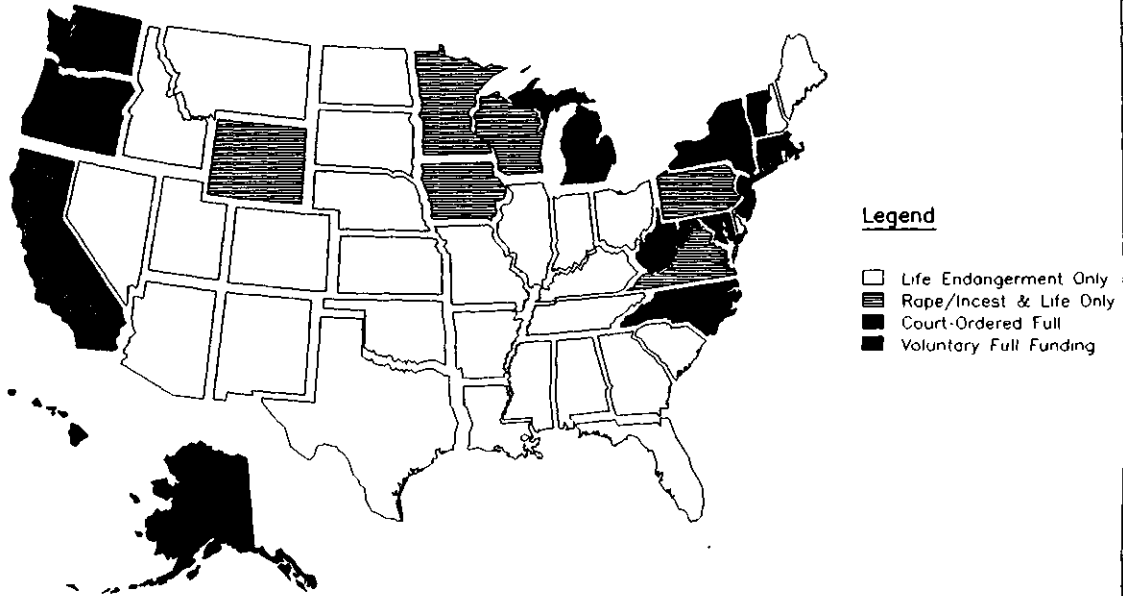 Legend
Life Endangerment Only
Rape/Incest & Life Only
Court-Ordered Full
Voluntary Full Funding